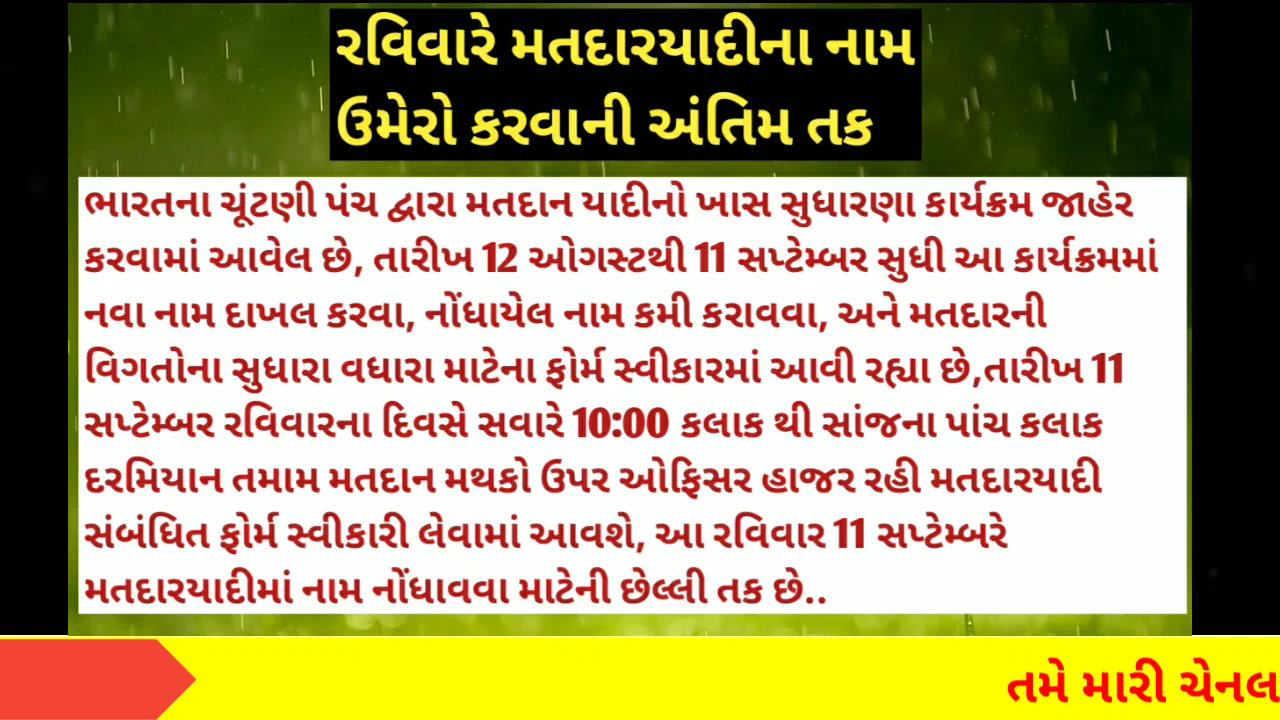 રવિવારે મતદારયાદીના નામ
ઉમેરો કરવાની અંતિમ તક
ભારતના ચૂંટણી પંચ દ્વારા મતદાન યાદીનો ખાસ સુધારણા કાર્યક્રમ જાહેર
કરવામાં આવેલ છે, તારીખ 12 ઓગસ્ટથી 11 સપ્ટેમ્બર સુધી આ કાર્યક્રમમાં
નવા નામ દાખલ કરવા, નોંધાયેલ નામ કમી કરાવવા, અને મતદારની
વિગતોના સુધારા વધારા માટેના ફોર્મ સ્વીકારમાં આવી રહ્યા છે,તારીખ 11
સપ્ટેમ્બર રવિવારના દિવસે સવારે 10:00 કલાક થી સાંજના પાંચ કલાક
દરમિયાન તમામ મતદાન મથકો ઉપર ઓફિસર હાજર રહી મતદારયાદી
સંબંધિત ફોર્મ સ્વીકારી લેવામાં આવશે, આ રવિવાર 11 સપ્ટેમ્બરે
મતદારયાદીમાં નામ નોંધાવવા માટેની છેલ્લી તક છે..
તમે મારી ચેનલ